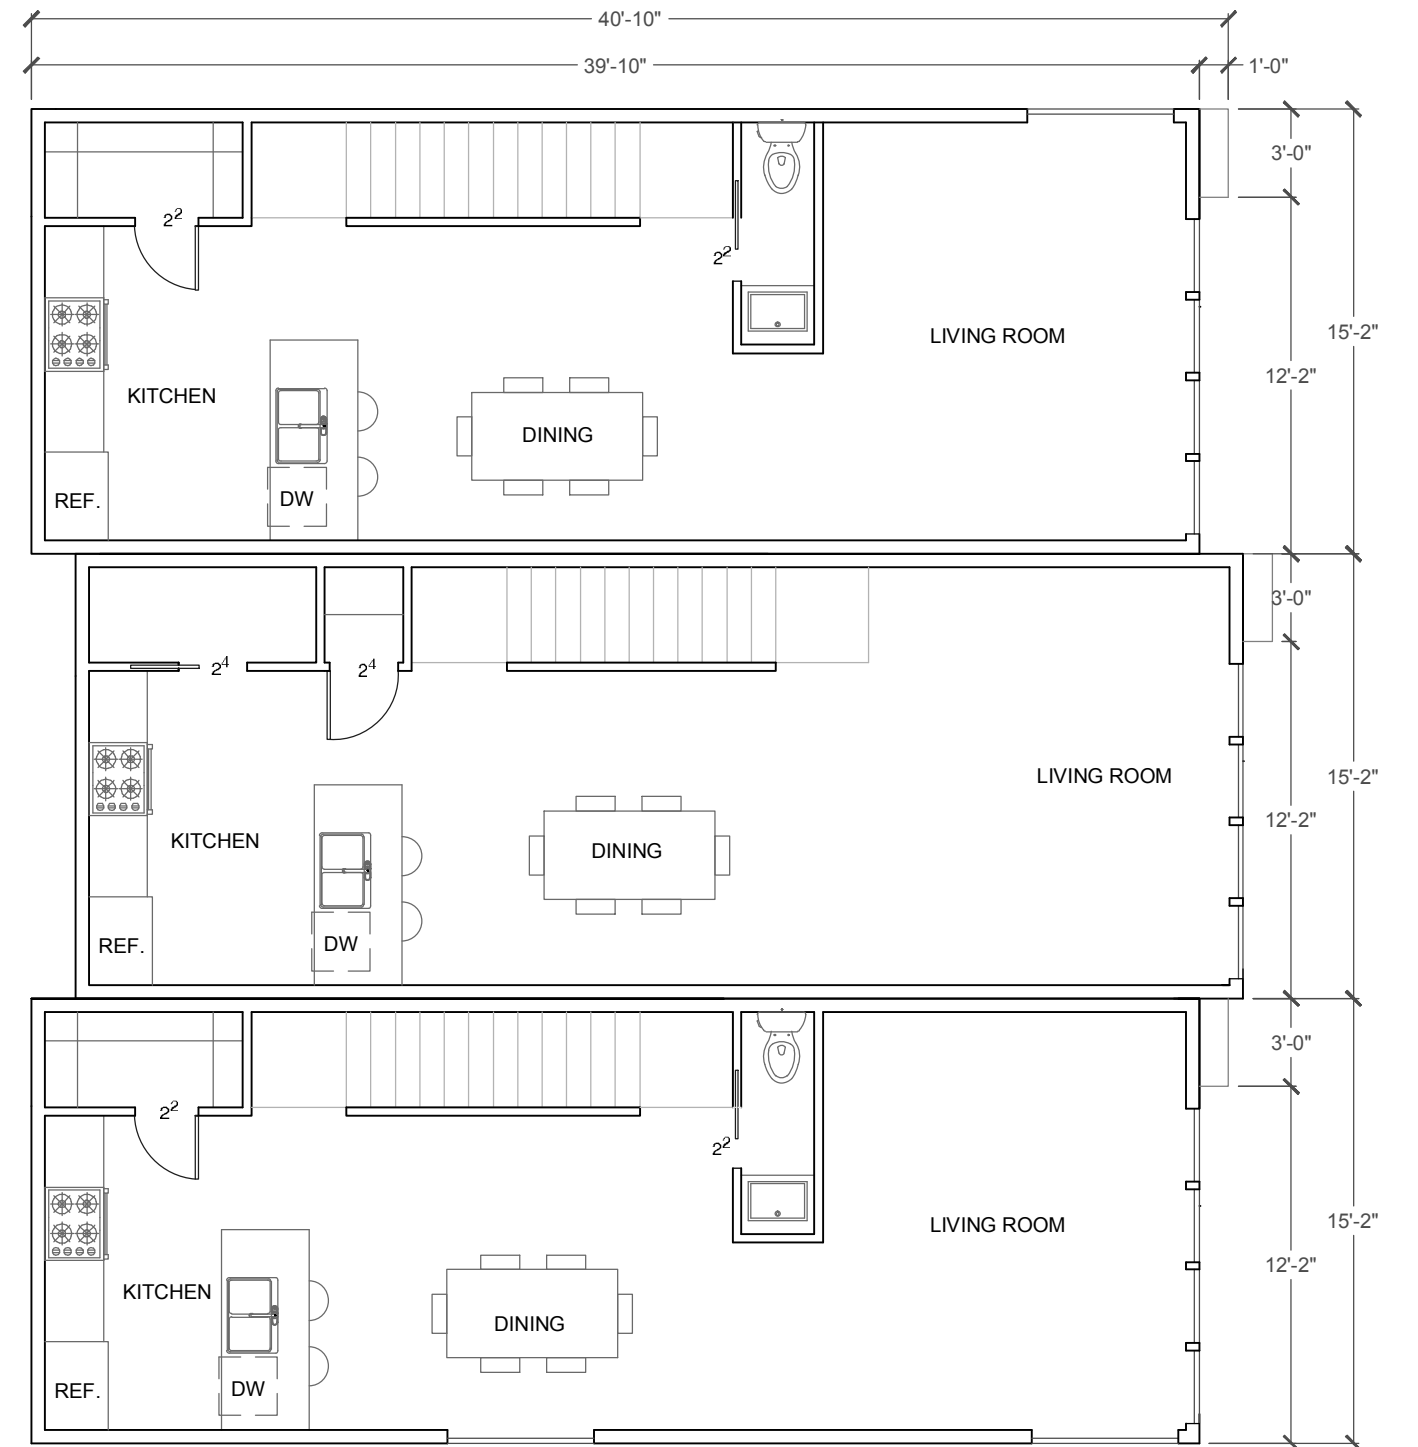 40'-10"
39'-10"
1'-0"
3'-0"
2²
2²
LIVING ROOM
15'-2"
12'-2"
KITCHEN
DINING
REF.
DW
3'-0"
2⁴
2⁴
LIVING ROOM
15'-2"
12'-2"
KITCHEN
DINING
REF.
DW
3'-0"
2²
2²
LIVING ROOM
15'-2"
12'-2"
KITCHEN
DINING
REF.
DW